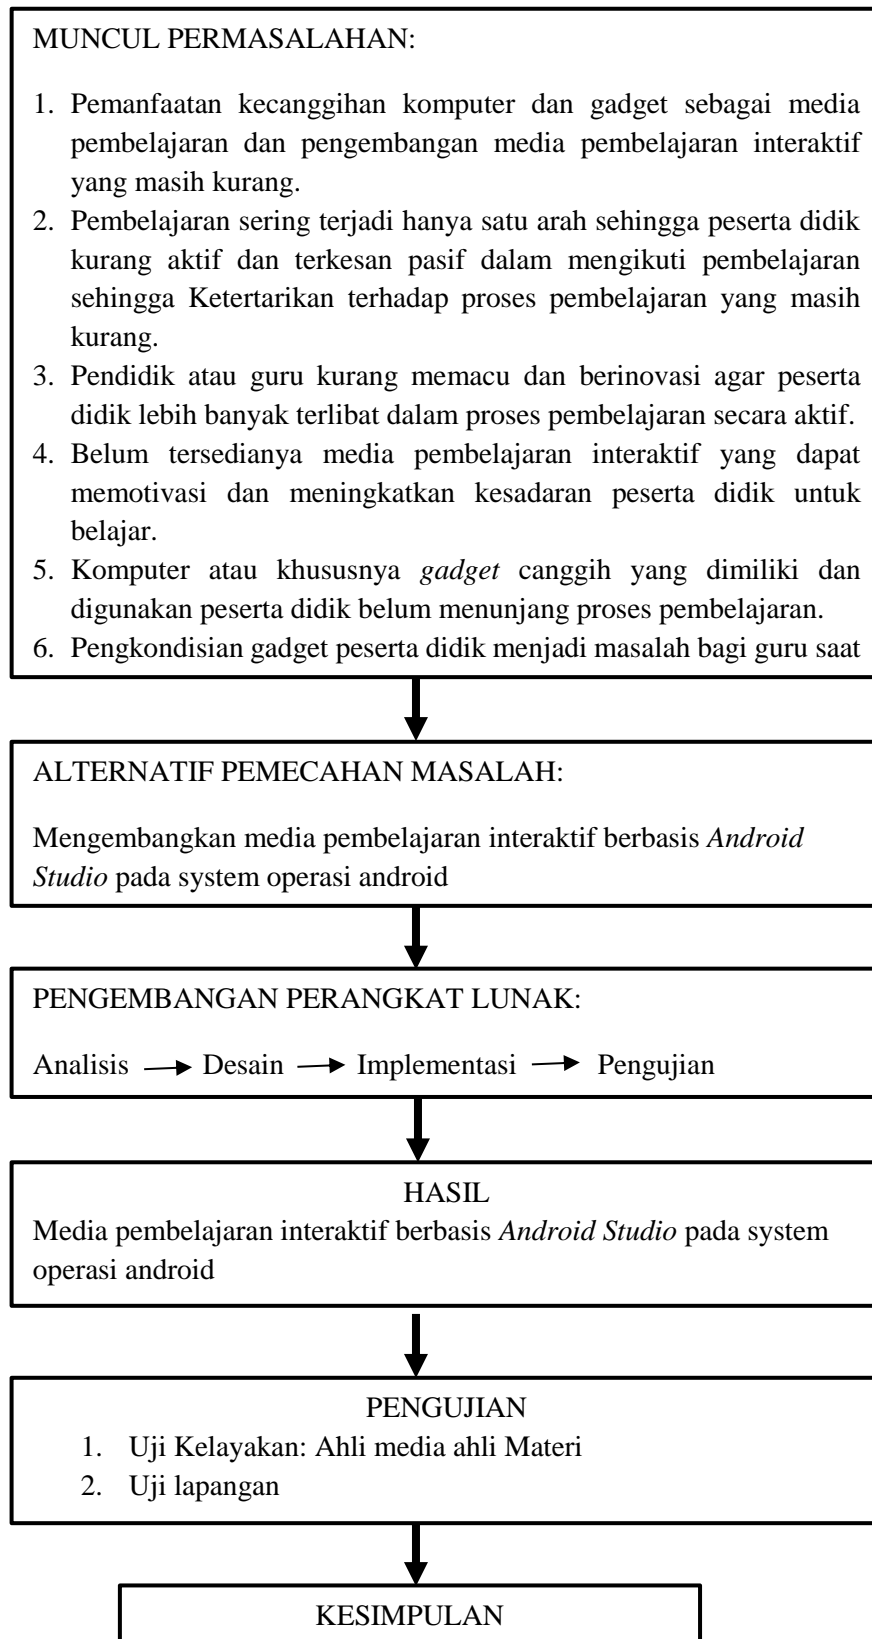 MUNCUL PERMASALAHAN:
1. Pemanfaatan kecanggihan komputer dan gadget sebagai media
pembelajaran dan pengembangan media pembelajaran interaktif
yang masih kurang.
2. Pembelajaran sering terjadi hanya satu arah sehingga peserta didik
kurang aktif dan terkesan pasif dalam mengikuti pembelajaran
sehingga Ketertarikan terhadap proses pembelajaran yang masih
kurang.
3. Pendidik atau guru kurang memacu dan berinovasi agar peserta
didik lebih banyak terlibat dalam proses pembelajaran secara aktif.
4. Belum tersedianya media pembelajaran interaktif yang dapat
memotivasi dan meningkatkan kesadaran peserta didik untuk
belajar.
5. Komputer atau khususnya gadget canggih yang dimiliki dan
digunakan peserta didik belum menunjang proses pembelajaran.
6. Pengkondisian gadget peserta didik menjadi masalah bagi guru saat
ALTERNATIF PEMECAHAN MASALAH:
Mengembangkan media pembelajaran interaktif berbasis Android
Studio pada system operasi android
PENGEMBANGAN PERANGKAT LUNAK:
Analisis Desain Implementasi Pengujian
HASIL
Media pembelajaran interaktif berbasis Android Studio pada system
operasi android
PENGUJIAN
1. Uji Kelayakan: Ahli media ahli Materi
2. Uji lapangan
KESIMPULAN